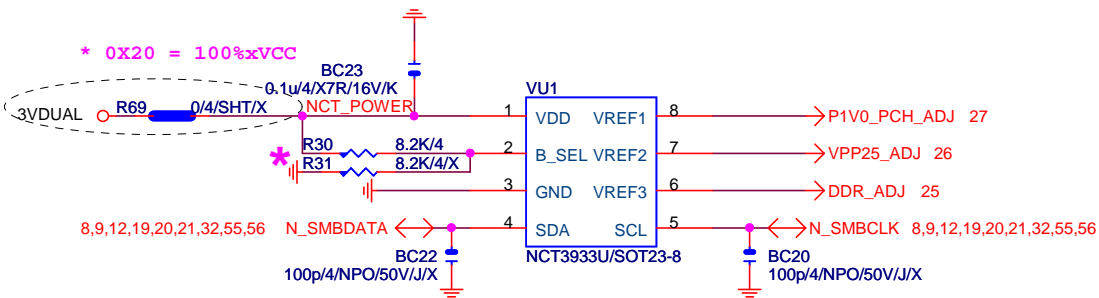 * 0X20 = 100%xVCC
BC23
0.1u/4/X7R/16V/K
VU1
3VDUAL
R69
0/4/SHT/X
NCT_POWER
1
VDD
VREF1
8
P1V0_PCH_ADJ 27
*
R30
8.2K/4
2
B_SEL
VREF2
7
VPP25_ADJ 26
R31
8.2K/4/X
3
GND
VREF3
6
DDR_ADJ 25
8,9,12,19,20,21,32,55,56
N_SMBDATA
4
SDA
SCL
5
N_SMBCLK
8,9,12,19,20,21,32,55,56
BC22
100p/4/NPO/50V/J/X
NCT3933U/SOT23-8
BC20
100p/4/NPO/50V/J/X